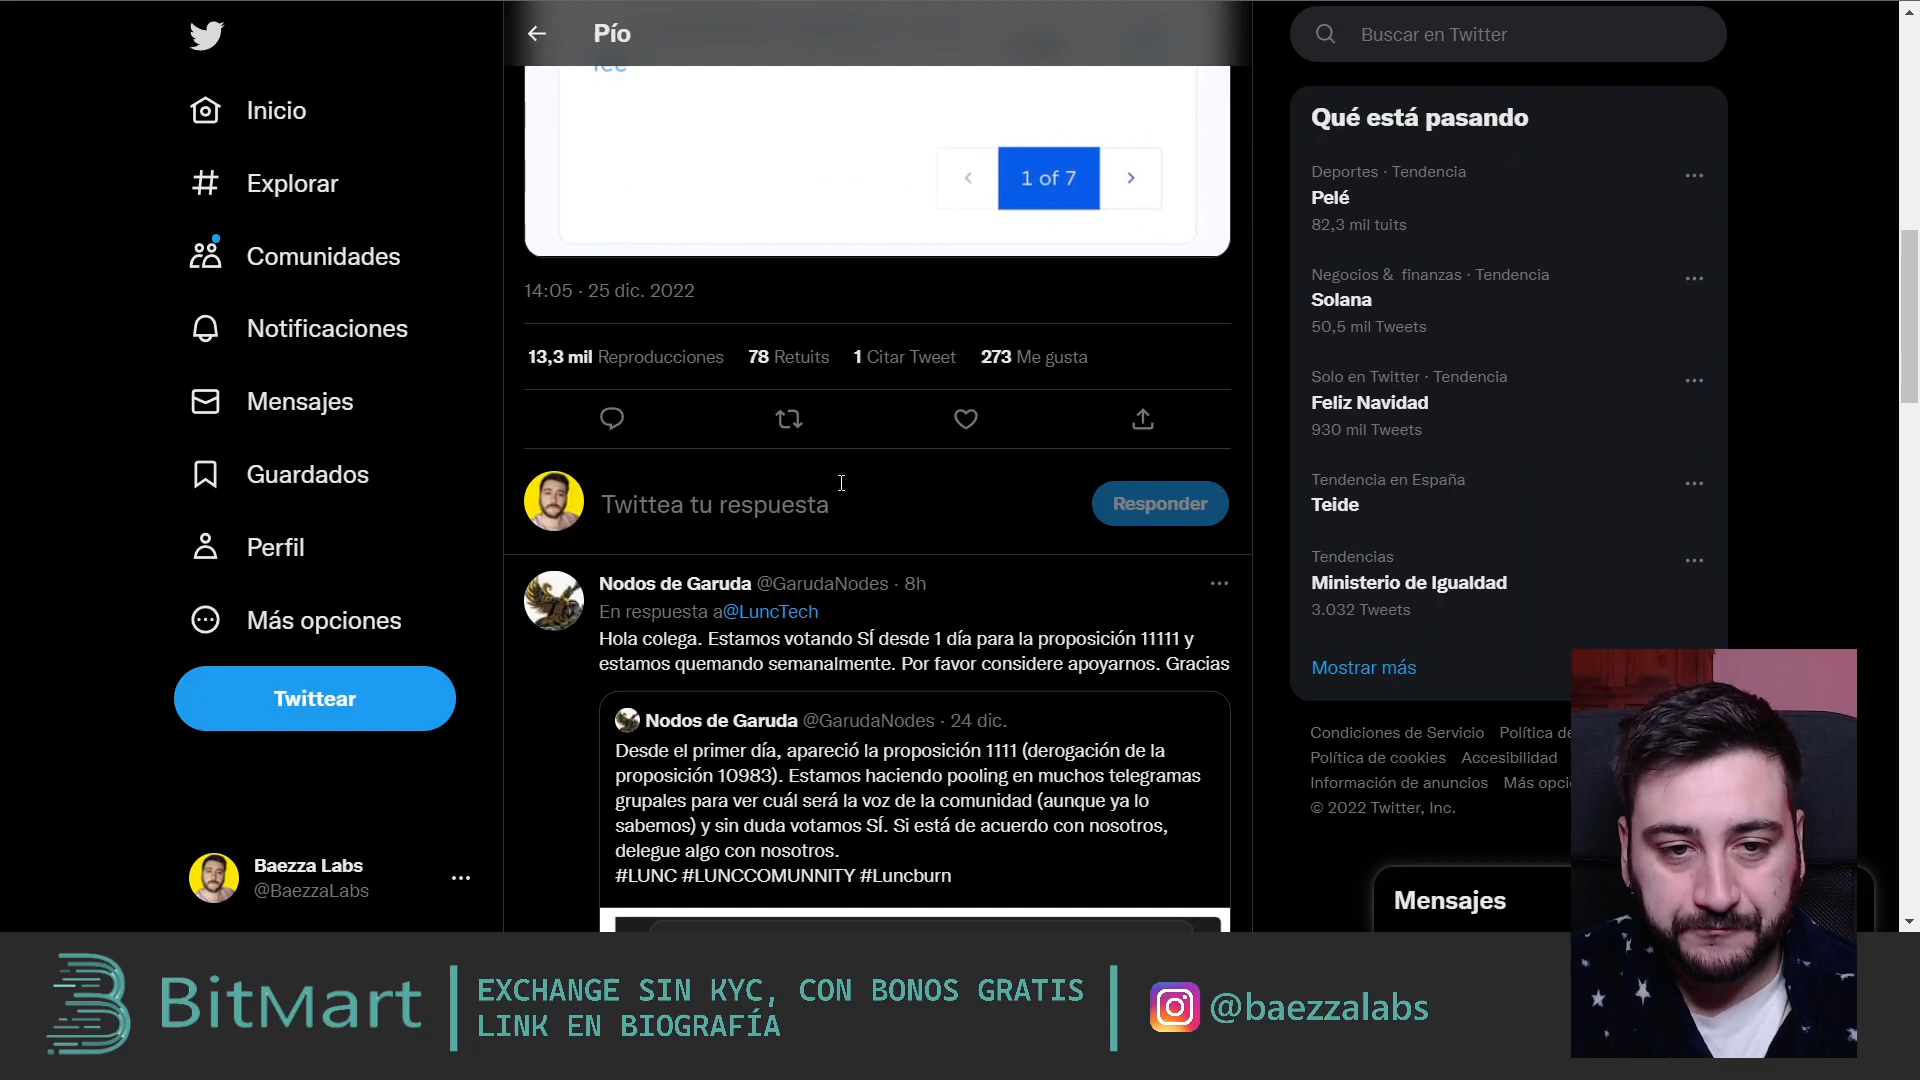 Pío
Buscar en Twitter
Inicio
Explorar
Comunidades
Notificaciones
Mensajes
Guardados
Perfil
Más opciones
Twittear
Baezza Labs
@BaezzaLabs
1 of 7
14:05 · 25 dic. 2022
13,3 mil Reproducciones 78 Retuits 1 Citar Tweet 273 Me gusta
Twittea tu respuesta
Responder
Nodos de Garuda @GarudaNodes · 8h
En respuesta a@LuncTech
Hola colega. Estamos votando SÍ desde 1 día para la proposición 11111 y
estamos quemando semanalmente. Por favor considere apoyarnos. Gracias
Nodos de Garuda @GarudaNodes · 24 dic.
Desde el primer día, apareció la proposición 1111 (derogación de la
proposición 10983). Estamos haciendo pooling en muchos telegramas
grupales para ver cuál será la voz de la comunidad (aunque ya lo
sabemos) y sin duda votamos SÍ. Si está de acuerdo con nosotros,
delegue algo con nosotros.
#LUNC #LUNCCOMUNNITY #Luncburn
Qué está pasando
Deportes · Tendencia
Pelé
82,3 mil tuits
Negocios & finanzas · Tendencia
Solana
50,5 mil Tweets
Solo en Twitter · Tendencia
Feliz Navidad
930 mil Tweets
Tendencia en España
Teide
Tendencias
Ministerio de Igualdad
3.032 Tweets
Mostrar más
Condiciones de Servicio Política de
Política de cookies Accesibilidad
Información de anuncios Más opci
© 2022 Twitter, Inc.
Mensajes
BitMart
EXCHANGE SIN KYC, CON BONOS GRATIS
LINK EN BIOGRAFÍA
@baezzalabs